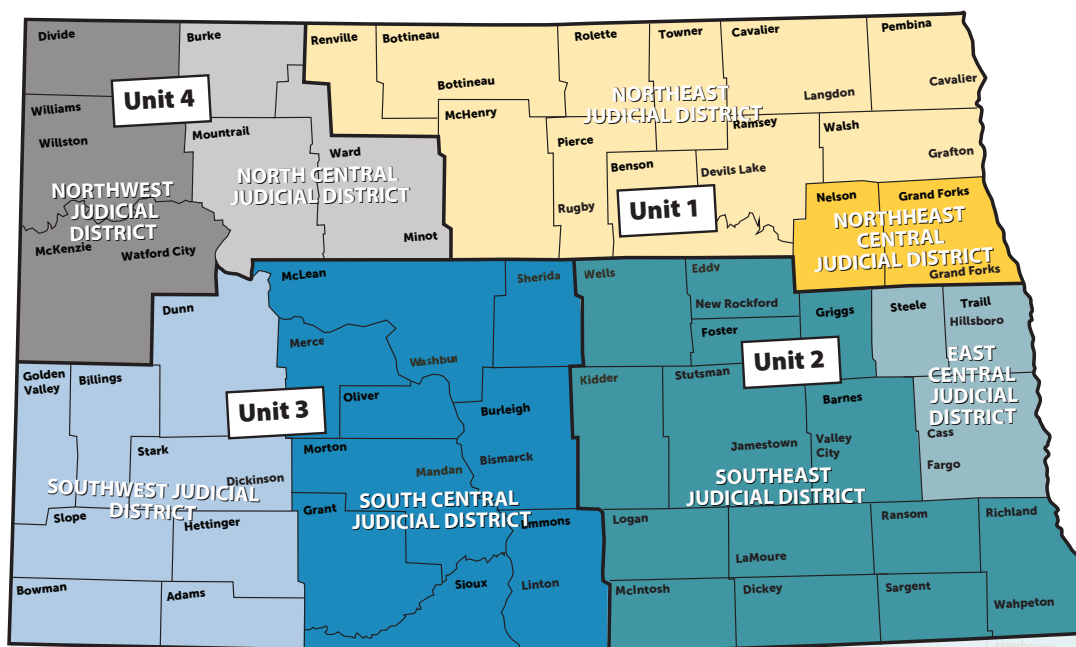 Divide
Burke
Renville
Bottineau
Rolette
Towner
Cavalier
Pembina
Bottineau
Cavalier
Unit 4
Williams
McHenry
NORTHEAST
JUDICIAL DISTRICT
Langdon
Willston
Mountrail
Ward
Pierce
Ramsey
Walsh
Benson
Devils Lake
Grafton
NORTHWEST
JUDICIAL
DISTRICT
NORTH CENTRAL
JUDICIAL DISTRICT
Rugby
Unit 1
Nelson
Grand Forks
NORTHHEAST
CENTRAL
JUDICIAL DISTRICT
Grand Forks
McKenzie
Watford City
Minot
McLean
Sherida
Wells
Eddy
New Rockford
Foster
Griggs
Steele
Traill
Hillsboro
Dunn
Merce
Washbur
Unit 2
EAST
CENTRAL
JUDICIAL
DISTRICT
Golden
Valley
Billings
Unit 3
Oliver
Burleigh
Kidder
Stutsman
Barnes
Cass
Fargo
Stark
Dickinson
Morton
Mandan
Bismarck
Jamestown
Valley
City
SOUTHWEST JUDICIAL
DISTRICT
SOUTH CENTRAL
JUDICIAL DISTRICT
SOUTHEAST
JUDICIAL DISTRICT
Slope
Hettinger
Grant
Emmons
Logan
LaMoure
Ransom
Richland
Bowman
Adams
Sioux
Linton
McIntosh
Dickey
Sargent
Wahpeton